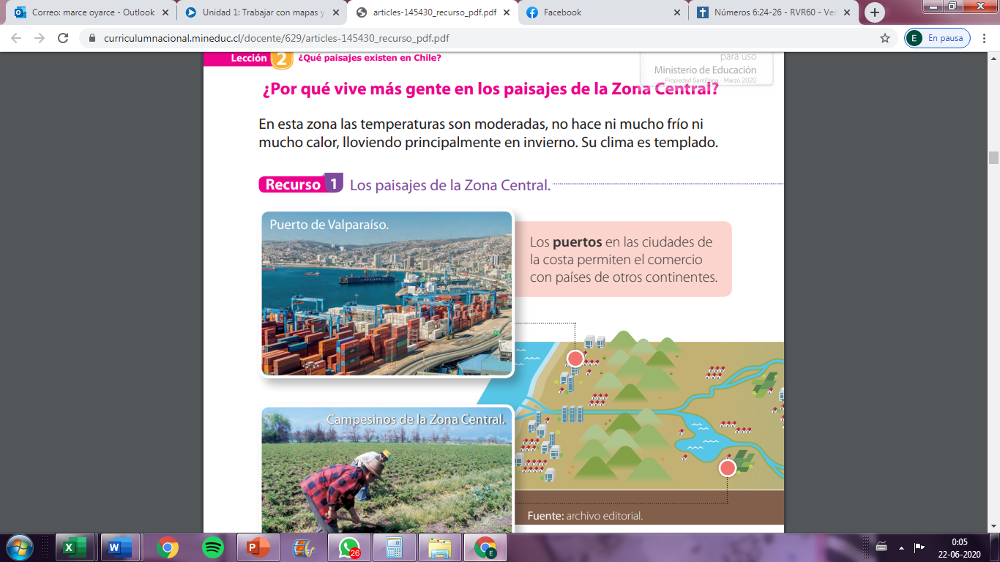 Correo: marce oyarce - Outlook
Unidad 1: Trabajar con mapas y
articles-145430_recurso_pdf.pdf
Facebook
Números 6:24-26 - RVR60 - Ver
curriculumnacional.mineduc.cl/docente/629/articles-145430_recurso_pdf.pdf
E
En pausa
Lección 2 ¿Qué paisajes existen en Chile?
para uso
Ministerio de Educación
Propiedad Santillana - Marzo 2020
¿Por qué vive más gente en los paisajes de la Zona Central?
En esta zona las temperaturas son moderadas, no hace ni mucho frío ni
mucho calor, lloviendo principalmente en invierno. Su clima es templado.
Recurso 1 Los paisajes de la Zona Central.
Puerto de Valparaíso.
Los puertos en las ciudades de
la costa permiten el comercio
con países de otros continentes.
Campesinos de la Zona Central.
Fuente: archivo editorial.
26
E
0:05
22-06-2020